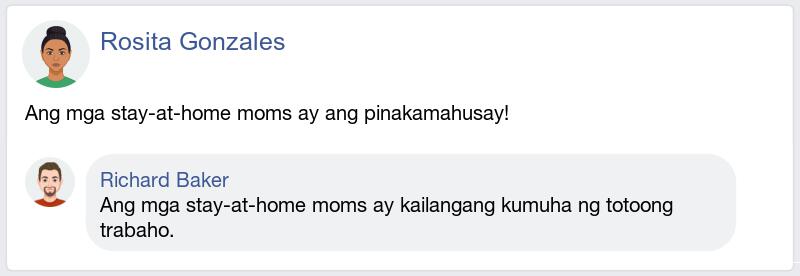 Rosita Gonzales
Ang mga stay-at-home moms ay ang pinakamahusay!
Richard Baker
Ang mga stay-at-home moms ay kailangang kumuha ng totoong
trabaho.